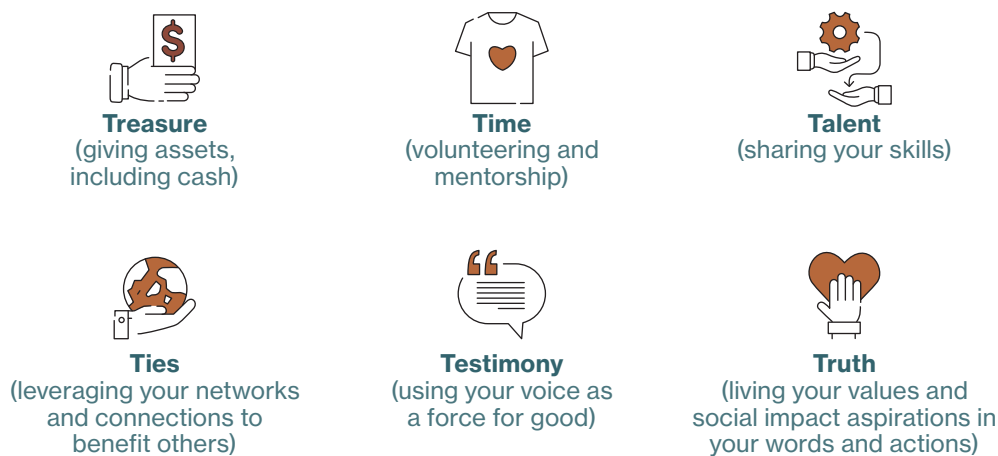 $
Treasure
(giving assets,
including cash)
Time
(volunteering and
mentorship)
Talent
(sharing your skills)
Ties
(leveraging your networks
and connections to
benefit others)
Testimony
(using your voice as
a force for good)
Truth
(living your values and
social impact aspirations in
your words and actions)